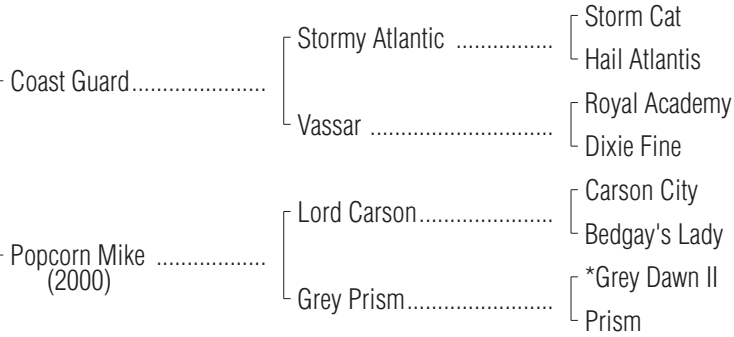 Storm Cat
Stormy Atlantic ................
Hail Atlantis
Coast Guard......................
Royal Academy
Vassar ..............................
Dixie Fine
Carson City
Lord Carson......................
Bedgay's Lady
Popcorn Mike ..................
(2000)
*Grey Dawn II
Grey Prism........................
Prism